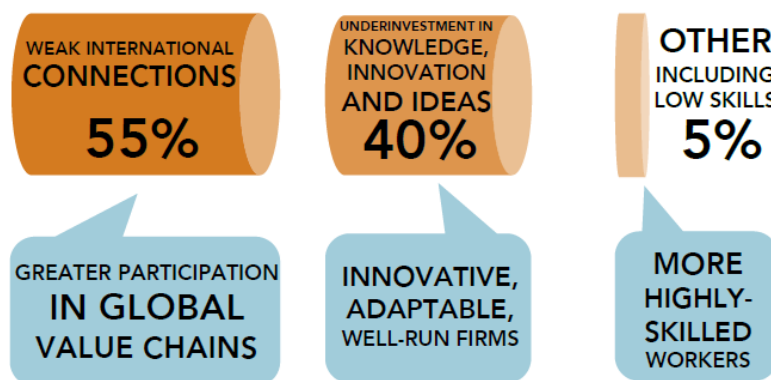 WEAK INTERNATIONAL
CONNECTIONS
55%
UNDERINVESTMENT IN
KNOWLEDGE,
INNOVATION
AND IDEAS
40%
OTHER
INCLUDING
LOW SKILLS
5%
GREATER PARTICIPATION
IN GLOBAL
VALUE CHAINS
INNOVATIVE,
ADAPTABLE,
WELL-RUN FIRMS
MORE
HIGHLY-
SKILLED
WORKERS